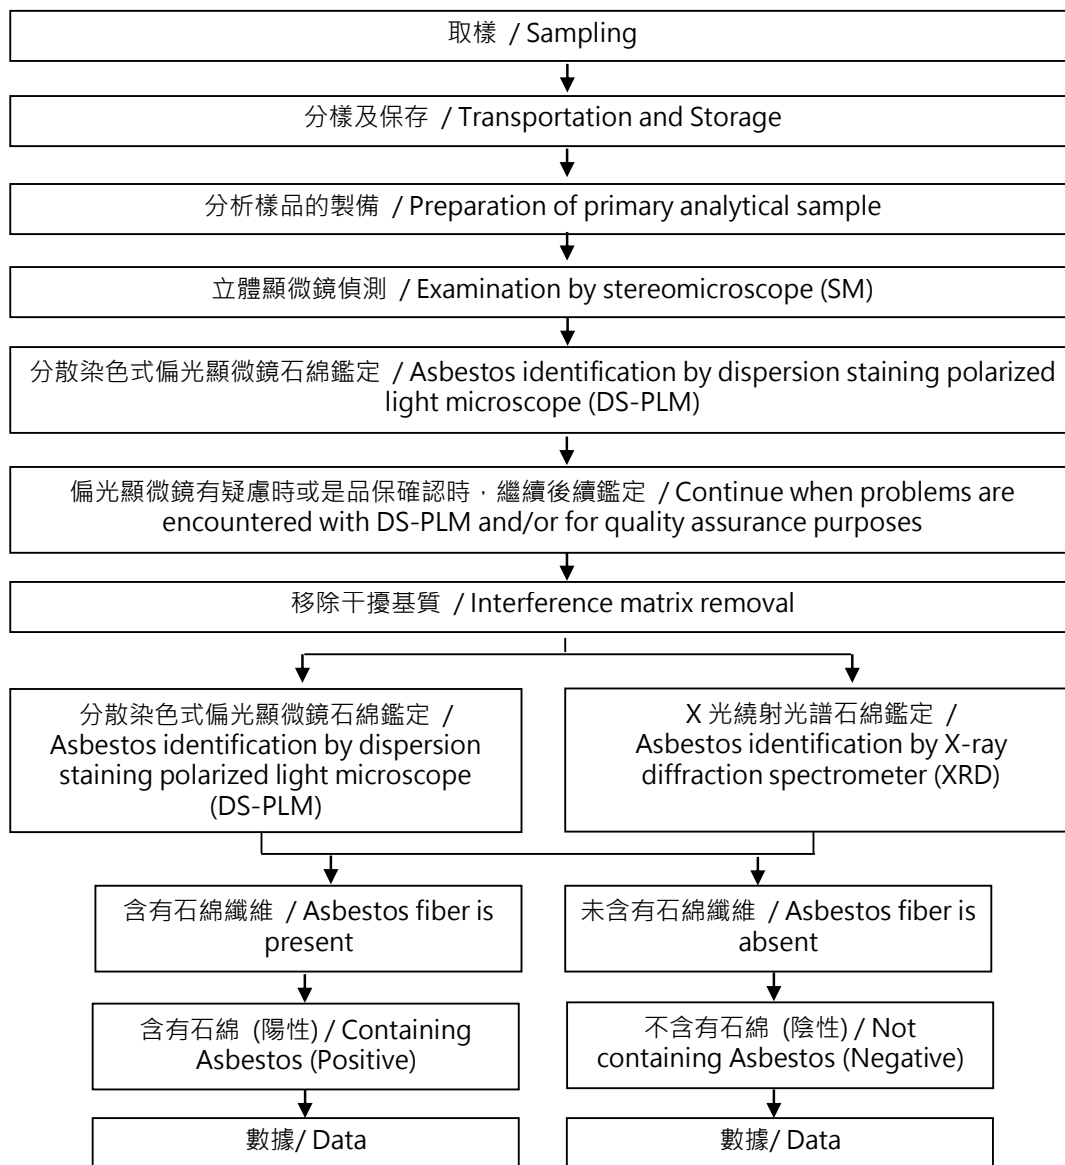 取樣 / Sampling
分樣及保存 / Transportation and Storage
分析樣品的製備 / Preparation of primary analytical sample
立體顯微鏡偵測 / Examination by stereomicroscope (SM)
分散染色式偏光顯微鏡石綿鑑定 / Asbestos identification by dispersion staining polarized
light microscope (DS-PLM)
偏光顯微鏡有疑慮時或是品保確認時，繼續後續鑑定 / Continue when problems are
encountered with DS-PLM and/or for quality assurance purposes
移除干擾基質 / Interference matrix removal
分散染色式偏光顯微鏡石綿鑑定 /
Asbestos identification by dispersion
staining polarized light microscope
(DS-PLM)
X 光繞射光譜石綿鑑定 /
Asbestos identification by X-ray
diffraction spectrometer (XRD)
含有石綿纖維 / Asbestos fiber is
present
未含有石綿纖維 / Asbestos fiber is
absent
含有石綿 (陽性) / Containing
Asbestos (Positive)
不含有石綿 (陰性) / Not
containing Asbestos (Negative)
數據/ Data
數據/ Data